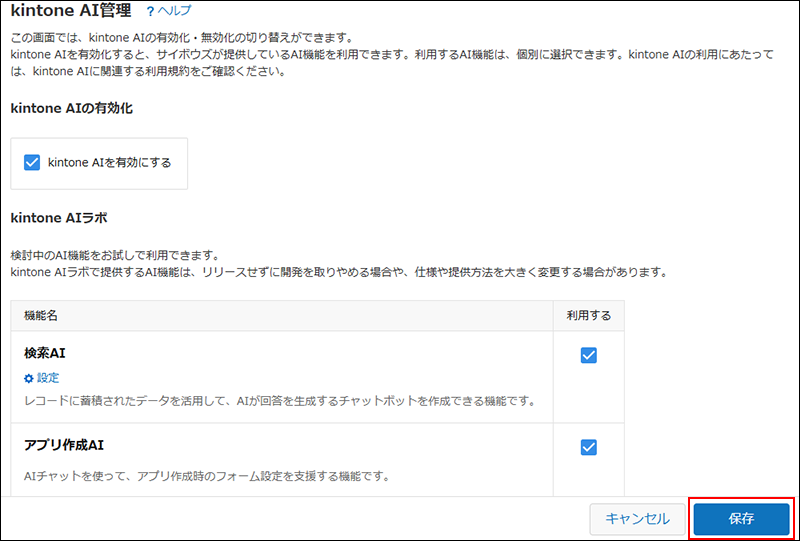 kintone AI管理 ? ヘルプ
この画面では、kintone AIの有効化・無効化の切り替えができます。
kintone AIを有効化すると、サイボウズが提供しているAI機能を利用できます。利用するAI機能は、個別に選択できます。kintone AIの利用にあたって
は、kintone AIに関連する利用規約をご確認ください。
kintone AIの有効化
kintone AIを有効にする
kintone AIラボ
検討中のAI機能をお試しで利用できます。
kintone AIラボで提供するAI機能は、リリースせずに開発を取りやめる場合や、仕様や提供方法を大きく変更する場合があります。
機能名 利用する
検索AI
設定
レコードに蓄積されたデータを活用して、AIが回答を生成するチャットボットを作成できる機能です。
アプリ作成AI
AIチャットを使って、アプリ作成時のフォーム設定を支援する機能です。
キャンセル 保存